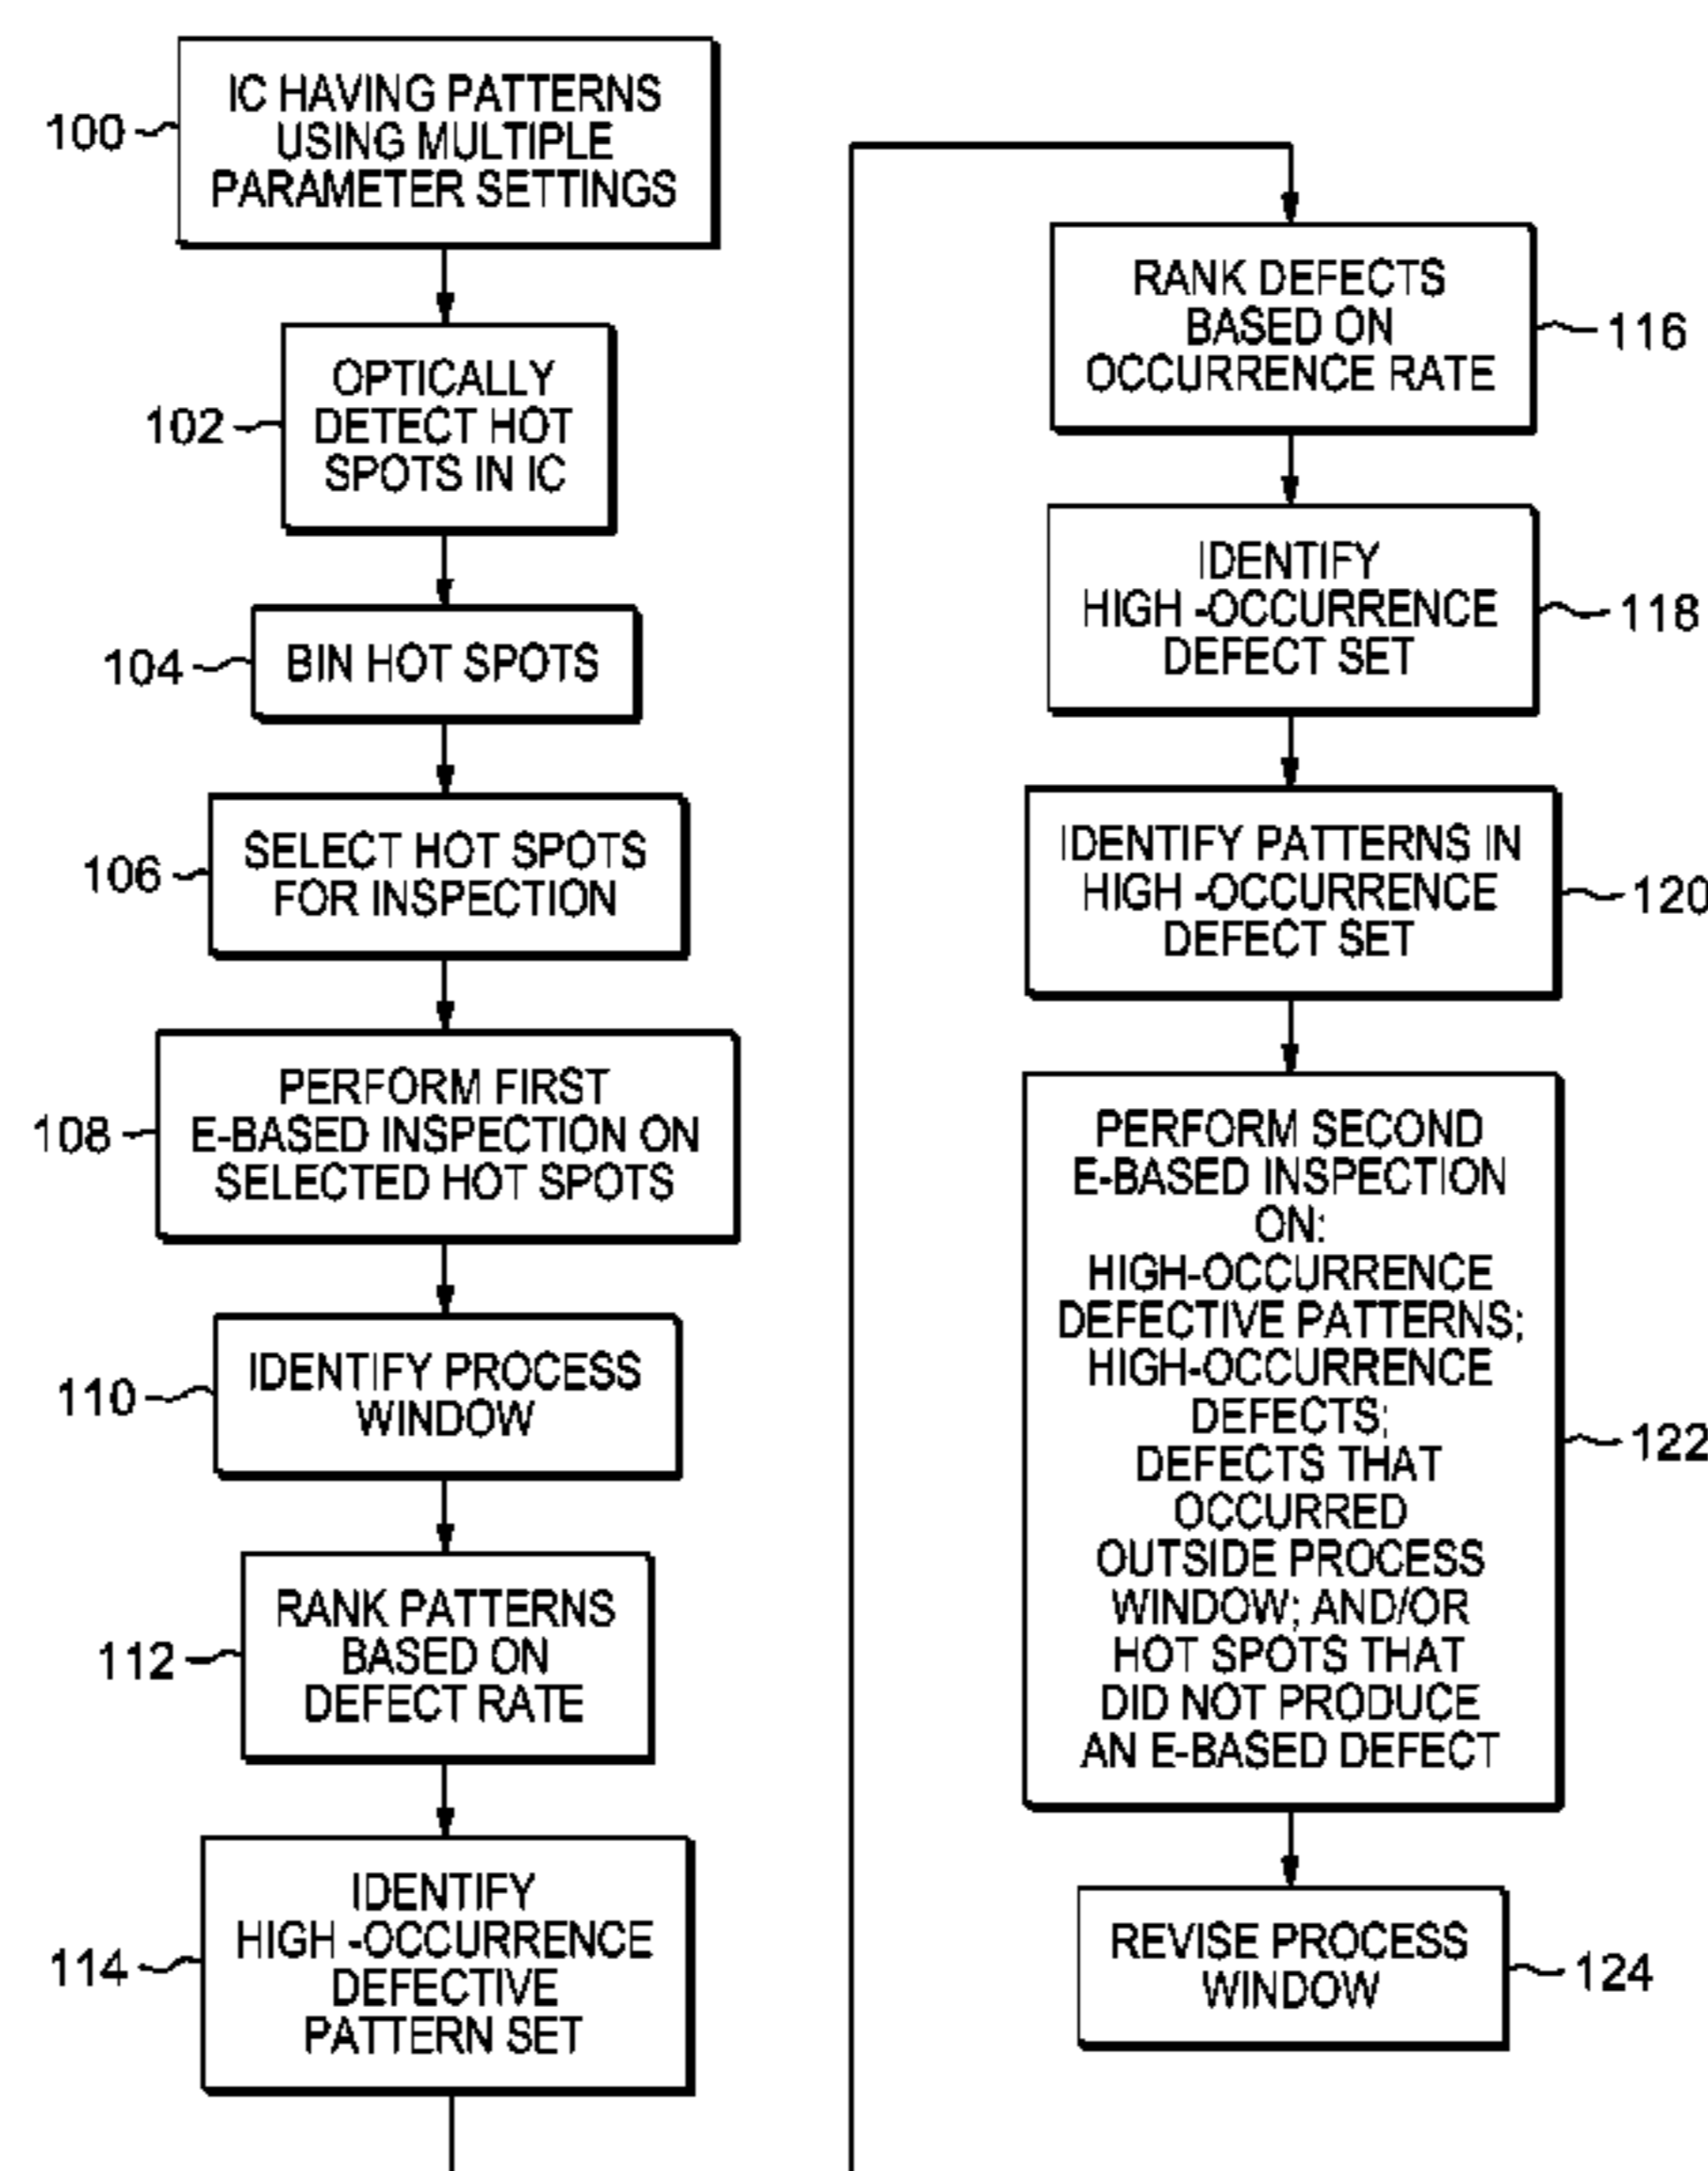 100
IC HAVING PATTERNS
USING MULTIPLE
PARAMETER SETTINGS
102
OPTICALLY
DETECT HOT
SPOTS IN IC
104
BIN HOT SPOTS
106
SELECT HOT SPOTS
FOR INSPECTION
108
PERFORM FIRST
E-BASED INSPECTION ON
SELECTED HOT SPOTS
110
IDENTIFY PROCESS
WINDOW
112
RANK PATTERNS
BASED ON
DEFECT RATE
114
IDENTIFY
HIGH -OCCURRENCE
DEFECTIVE
PATTERN SET
RANK DEFECTS
BASED ON
OCCURRENCE RATE
116
IDENTIFY
HIGH -OCCURRENCE
DEFECT SET
118
IDENTIFY PATTERNS IN
HIGH -OCCURRENCE
DEFECT SET
120
PERFORM SECOND
E-BASED INSPECTION
ON:
HIGH-OCCURRENCE
DEFECTIVE PATTERNS;
HIGH-OCCURRENCE
DEFECTS;
DEFECTS THAT
OCCURRED
OUTSIDE PROCESS
WINDOW; AND/OR
HOT SPOTS THAT
DID NOT PRODUCE
AN E-BASED DEFECT
122
REVISE PROCESS
WINDOW
124